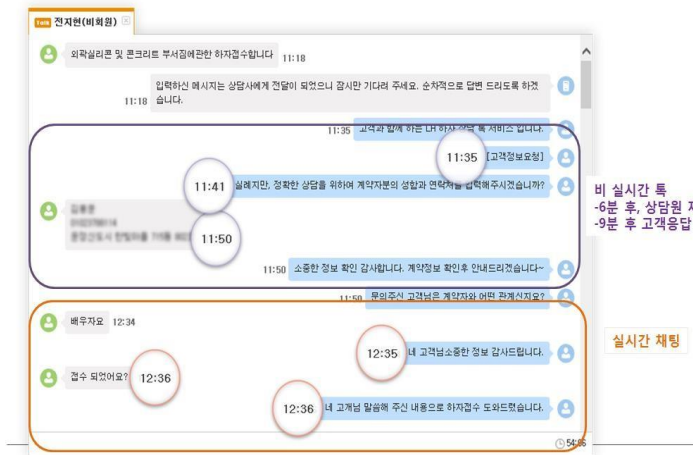 Talk 전지현(비회원)
외곽실리콘 및 콘크리트 부서짐에관한 하자접수합니다 11:18
입력하신 메시지는 상담사에게 전달이 되었으니 잠시만 기다려 주세요. 순차적으로 답변 드리도록 하겠
11:18 습니다.
11:35 고객과 함께 하는 LH 하자 상담 톡 서비스 입니다.
11:35 [고객정보요청]
11:41 실례지만, 정확한 상담을 위하여 계약자분의 성함과 연락처를 입력해주시겠습니까?
비 실시간 톡
-6분 후, 상담원
-9분 후 고객응답
11:50
11:50 소중한 정보 확인 감사합니다. 계약정보 확인후 안내드리겠습니다~
11:50 문의주신 고객님은 계약자와 어떤 관계신지요?
배우자요 12:34
실시간 채팅
12:35 네 고객님소중한 정보 감사드립니다.
접수 되었어요? 12:36
12:36 네 고개님 말씀해 주신 내용으로 하자접수 도와드렸습니다.